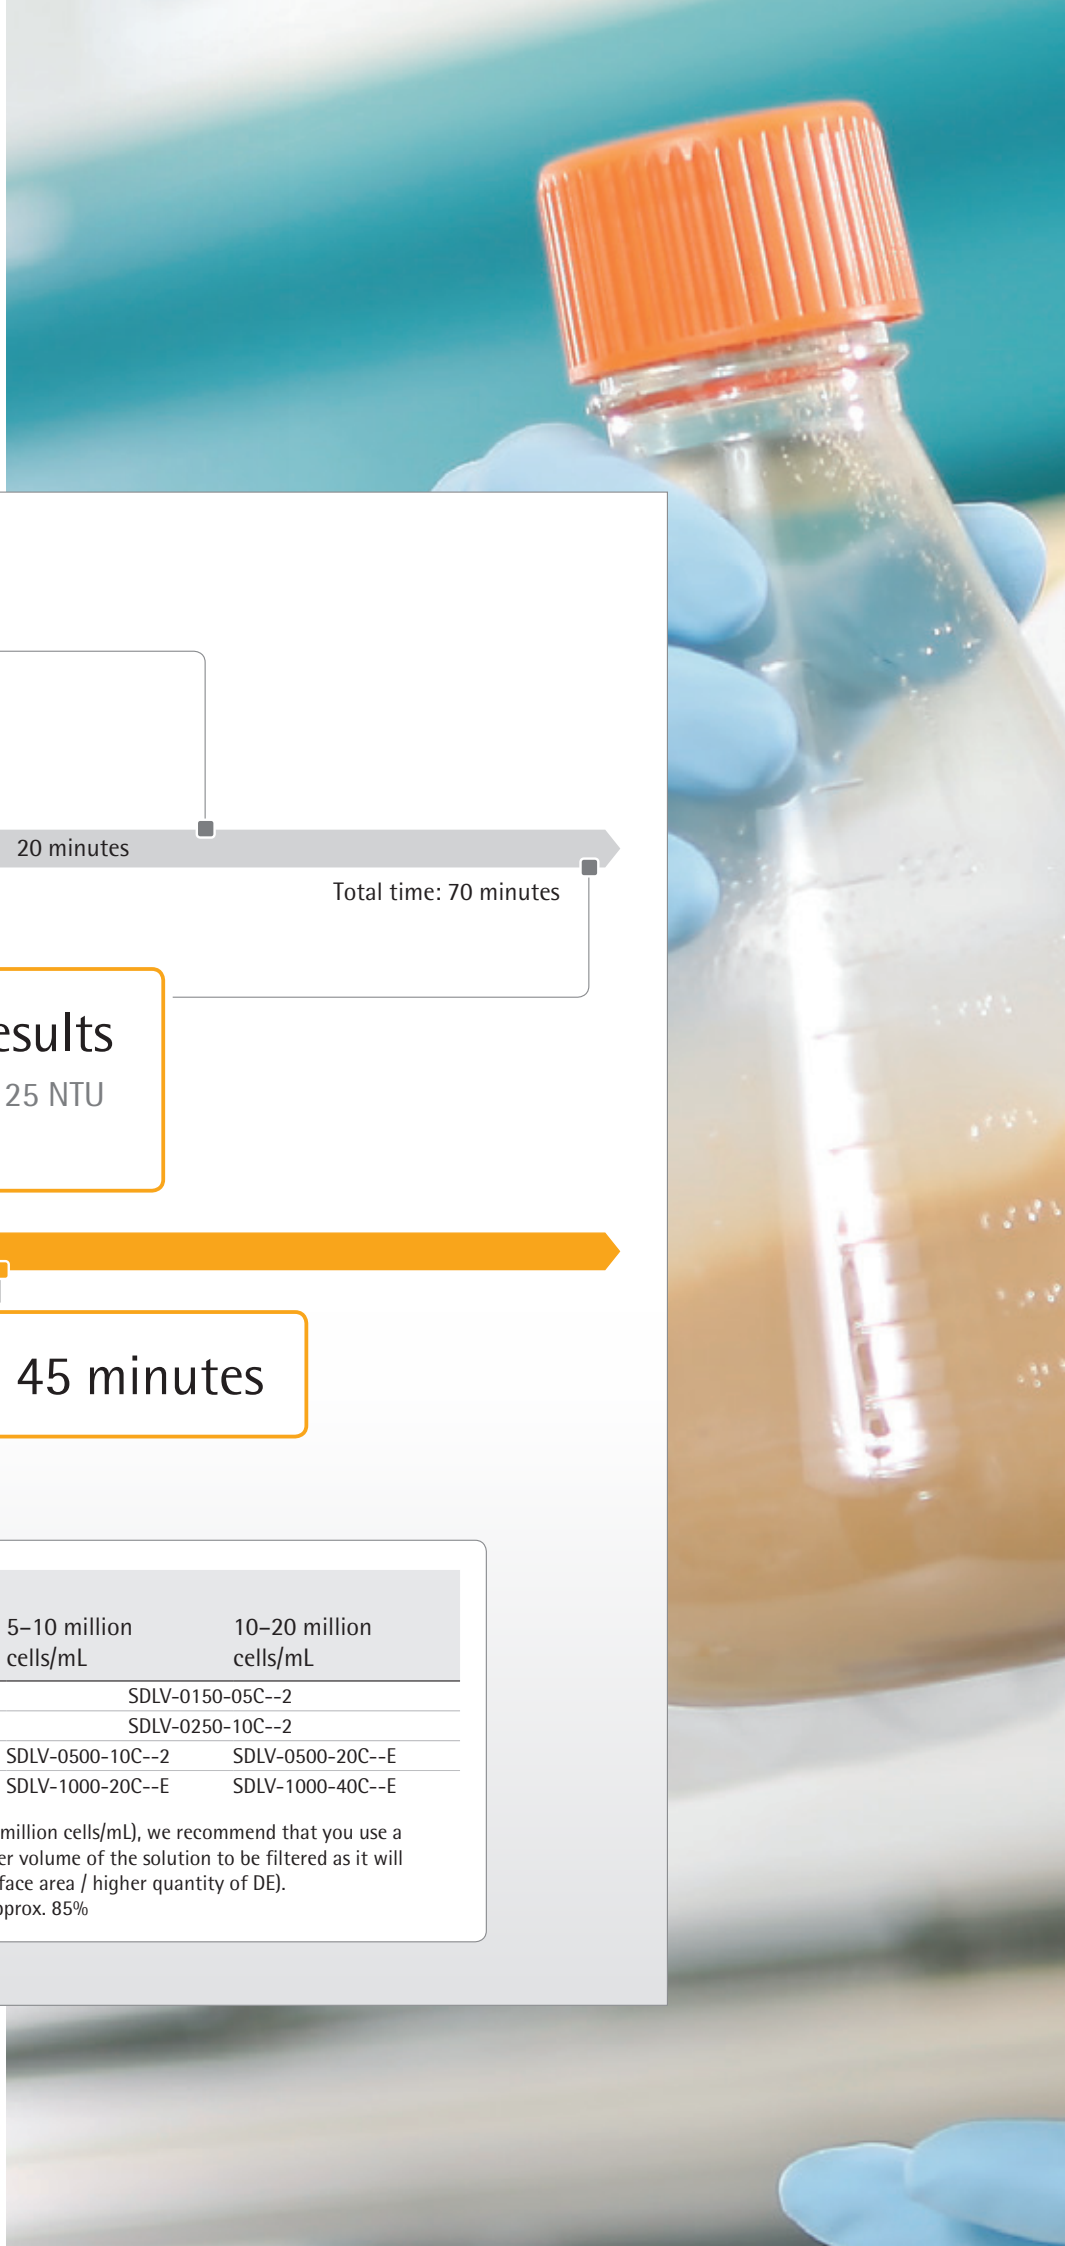 20 minutes
Total time: 70 minutes
esults
25 NTU
45 minutes
5–10 million cells/mL
10–20 million cells/mL
SDLV-0150-05C--2
SDLV-0250-10C--2
SDLV-0500-10C--2 SDLV-0500-20C--E
SDLV-1000-20C--E SDLV-1000-40C--E
million cells/mL), we recommend that you use a
er volume of the solution to be filtered as it will
face area / higher quantity of DE).
pprox. 85%